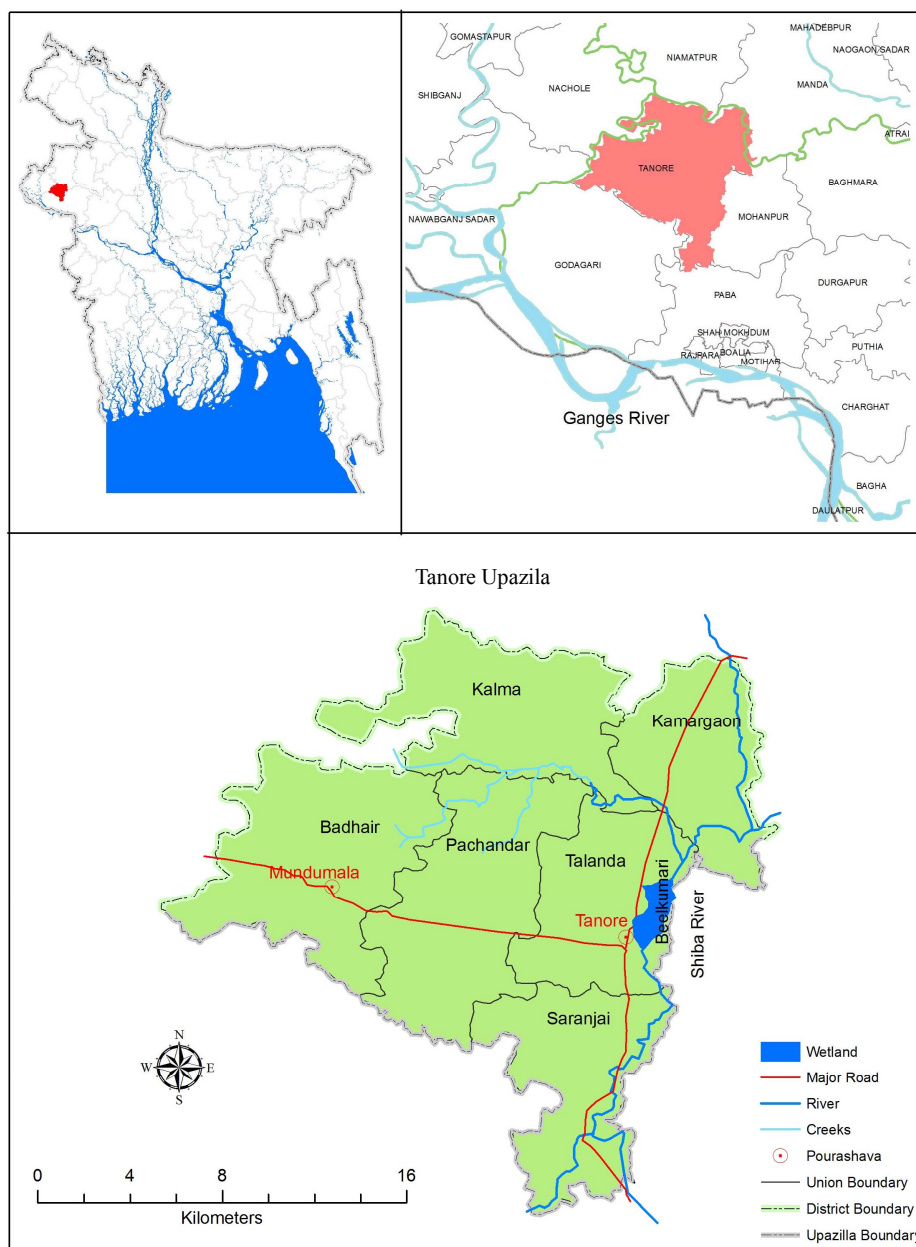 GOMASTAPUR
MAHADEBPUR
NAOGAON SADAR
NIAMATPUR
SHIBGANJ
NACHOLE
MANDA
ATRAI
TANORE
BAGHMARA
NAWABGANJ SADAR
MOHANPUR
GODAGARI
DURGAPUR
PABA
SHAH MOKHDUM
RAJPARA
BOALIA
MOTIHAR
PUTHIA
CHARGHAT
Ganges River
BAGHA
DAULATPUR
Tanore Upazila
Kalma
Kamargaon
Badhair
Pachandar
Talanda
Mundumala
Tanore
Beelkumari
Shiba River
Saranjai
N
W
E
S
0
4
8
16
Kilometers
Wetland
Major Road
River
Creeks
Pourashava
Union Boundary
District Boundary
Upazilla Boundary